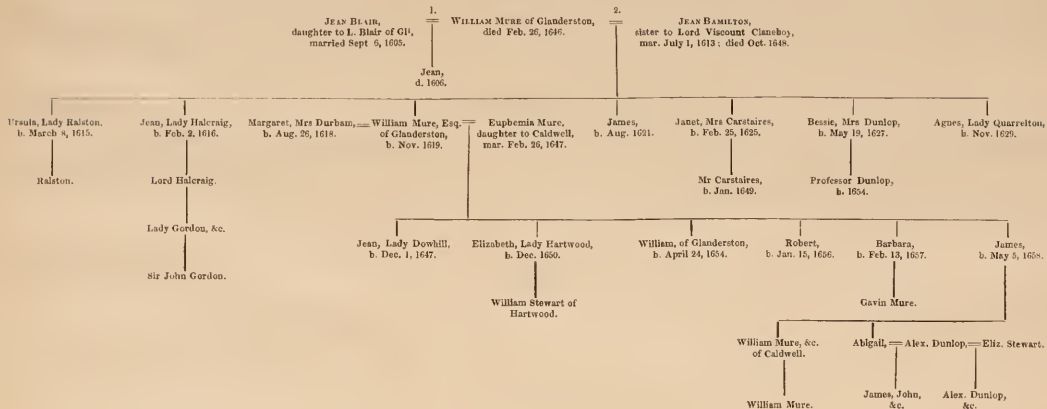 1.
2.
JEAN BLAIR, = WILLIAM MURE of Glanderston, = JEAN BAMILTON,
daughter to L. Blair of Gll, died Feb. 26, 1646. sister to Lord Viscount Claneboy,
married Sept 6, 1605. mar. July 1, 1613; died Oct. 1648.
Jean,
d. 1606.
Ursula, Lady Ralston, Jean, Lady Halcraig, Margaret, Mrs Durham, = William Mure, Esq. = Euphemia Mure, James, Janet, Mrs Carstaires, Bessie, Mrs Dunlop, Agnes, Lady Quarrelton,
b. March 8, 1615. b. Feb. 2, 1616. b. Aug. 26, 1618. of Glanderston, daughter to Caldwell, b. Aug. 1621. b. Feb. 25, 1625. b. May 19, 1627. b. Nov. 1629.
b. Nov. 1619. mar. Feb. 26, 1647.
Ralston. Lord Halcraig. Mr Carstaires, Professor Dunlop,
b. Jan. 1649. b. 1654.
Lady Gordon, &c.
Jean, Lady Dowhill, Elizabeth, Lady Hartwood, William, of Glanderston, Robert, Barbara, James,
b. Dec. 1, 1647. b. Dec. 1650. b. April 24, 1654. b. Jan. 15, 1656. b. Feb. 13, 1657. b. May 5, 1658.
Sir John Gordon.
William Stewart of Gavin Mure.
Hartwood.
William Mure, &c. Abigail, = Alex. Dunlop, = Eliz. Stewart.
of Caldwell.
William Mure. James, John, Alex. Dunlop,
&c. &c.